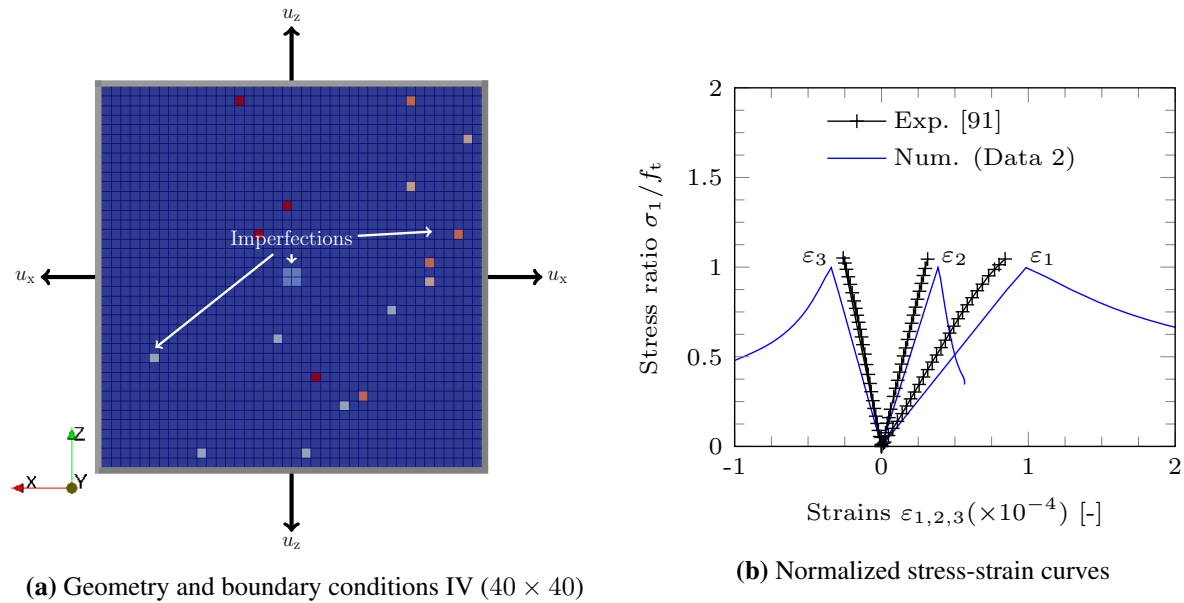 u_z
u_x
u_x
Imperfections
u_z
Z
X
Y
(a) Geometry and boundary conditions IV (40 × 40)
2
1.5
1
0.5
0
-1
0
1
2
Stress ratio σ_1/f_t
Exp. [91]
Num. (Data 2)
ε_3
ε_2
ε_1
Strains ε_{1,2,3}(×10^{-4}) [-]
(b) Normalized stress-strain curves